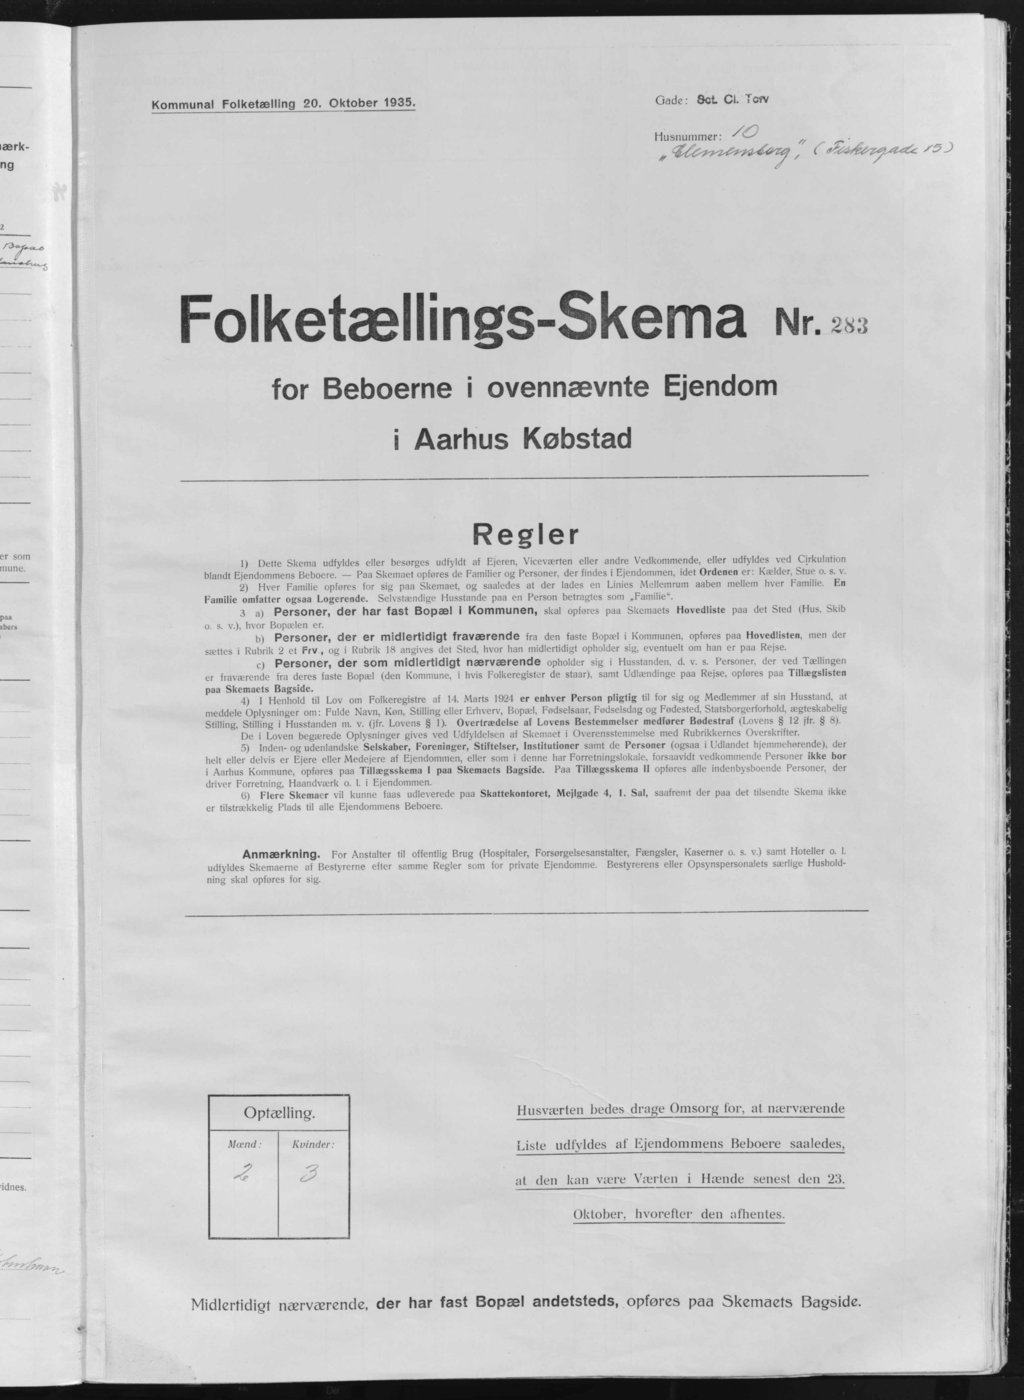 Kommunal Folketælling 20. Oktober 1935.
Gade: Sct. Cl. Torv
Husnummer: 10
„Clemensborg", (Fiskergade 15)
Folketællings-Skema Nr. 283
for Beboerne i ovennævnte Ejendom
i Aarhus Købstad
Regler
1) Dette Skema udfyldes eller besørges udfyldt af Ejeren, Viceværten eller andre Vedkommende, eller udfyldes ved Cirkulation
blandt Ejendommens Beboere. — Paa Skemaet opføres de Familier og Personer, der findes i Ejendommen, idet Ordenen er: Kælder, Stue o. s. v.
2) Hver Familie opføres for sig paa Skemaet, og saaledes at der lades en Linies Mellemrum aaben mellem hver Familie. En
Familie omfatter ogsaa Logerende. Selvstændige Husstande paa en Person betragtes som „Familie".
3 a) Personer, der har fast Bopæl i Kommunen, skal opføres paa Skemaets Hovedliste paa det Sted (Hus, Skib
o. s. v.), hvor Bopælen er.
b) Personer, der er midlertidigt fraværende fra den faste Bopæl i Kommunen, opføres paa Hovedlisten, men der
sættes i Rubrik 2 et Frv., og i Rubrik 18 angives det Sted, hvor han midlertidigt opholder sig, eventuelt om han er paa Rejse.
c) Personer, der som midlertidigt nærværende opholder sig i Husstanden, d. v. s. Personer, der ved Tællingen
er fraværende fra deres faste Bopæl (den Kommune, i hvis Folkeregister de staar), samt Udlændinge paa Rejse, opføres paa Tillægslisten
paa Skemaets Bagside.
4) I Henhold til Lov om Folkeregistre af 14. Marts 1924 er enhver Person pligtig til for sig og Medlemmer af sin Husstand, at
meddele Oplysninger om: Fulde Navn, Køn, Stilling eller Erhverv, Bopæl, Fødselsaar, Fødselsdag og Fødested, Statsborgerforhold, ægteskabelig
Stilling, Stilling i Husstanden m. v. (jfr. Lovens § 1). Overtrædelse af Lovens Bestemmelser medfører Bødestraf (Lovens § 12 jfr. § 8).
De i Loven begærede Oplysninger gives ved Udfyldelsen af Skemaet i Overensstemmelse med Rubrikkernes Overskrifter.
5) Inden- og udenlandske Selskaber, Foreninger, Stiftelser, Institutioner samt de Personer (ogsaa i Udlandet hjemmehørende), der
helt eller delvis er Ejere eller Medejere af Ejendommen, eller som i denne har Forretningslokale, forsaavidt vedkommende Personer ikke bor
i Aarhus Kommune, opføres paa Tillægsskema I paa Skemaets Bagside. Paa Tillægsskema II opføres alle indenbysboende Personer, der
driver Forretning, Haandværk o. l. i Ejendommen.
6) Flere Skemaer vil kunne faas udleverede paa Skattekontoret, Mejlgade 4, 1. Sal, saafremt der paa det tilsendte Skema ikke
er tilstrækkelig Plads til alle Ejendommens Beboere.
Anmærkning. For Anstalter til offentlig Brug (Hospitaler, Forsørgelsesanstalter, Fængsler, Kaserner o. s. v.) samt Hoteller o. l.
udfyldes Skemaerne af Bestyrerne efter samme Regler som for private Ejendomme. Bestyrerens eller Opsynspersonalets særlige Hushold-
ning skal opføres for sig.
Optælling.
Mænd: Kvinder:
2 3
Husværten bedes drage Omsorg for, at nærværende
Liste udfyldes af Ejendommens Beboere saaledes,
at den kan være Værten i Hænde senest den 23.
Oktober, hvorefter den afhentes.
Midlertidigt nærværende, der har fast Bopæl andetsteds, opføres paa Skemaets Bagside.